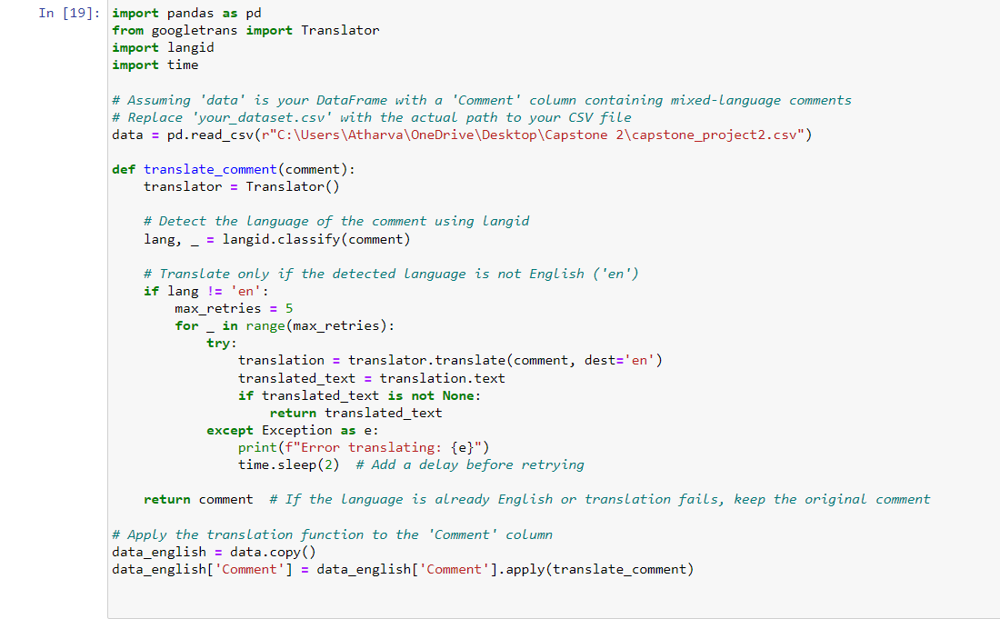 In [19]: import pandas as pd
from googletrans import Translator
import langid
import time
# Assuming 'data' is your DataFrame with a 'Comment' column containing mixed-language comments
# Replace 'your_dataset.csv' with the actual path to your CSV file
data = pd.read_csv(r"C:\Users\Atharva\OneDrive\Desktop\Capstone 2\capstone_project2.csv")
def translate_comment(comment):
    translator = Translator()
    # Detect the language of the comment using langid
    lang, _ = langid.classify(comment)
    # Translate only if the detected language is not English ('en')
    if lang != 'en':
        max_retries = 5
        for _ in range(max_retries):
            try:
                translation = translator.translate(comment, dest='en')
                translated_text = translation.text
                if translated_text is not None:
                    return translated_text
            except Exception as e:
                print(f"Error translating: {e}")
                time.sleep(2)  # Add a delay before retrying
    return comment  # If the language is already English or translation fails, keep the original comment
# Apply the translation function to the 'Comment' column
data_english = data.copy()
data_english['Comment'] = data_english['Comment'].apply(translate_comment)